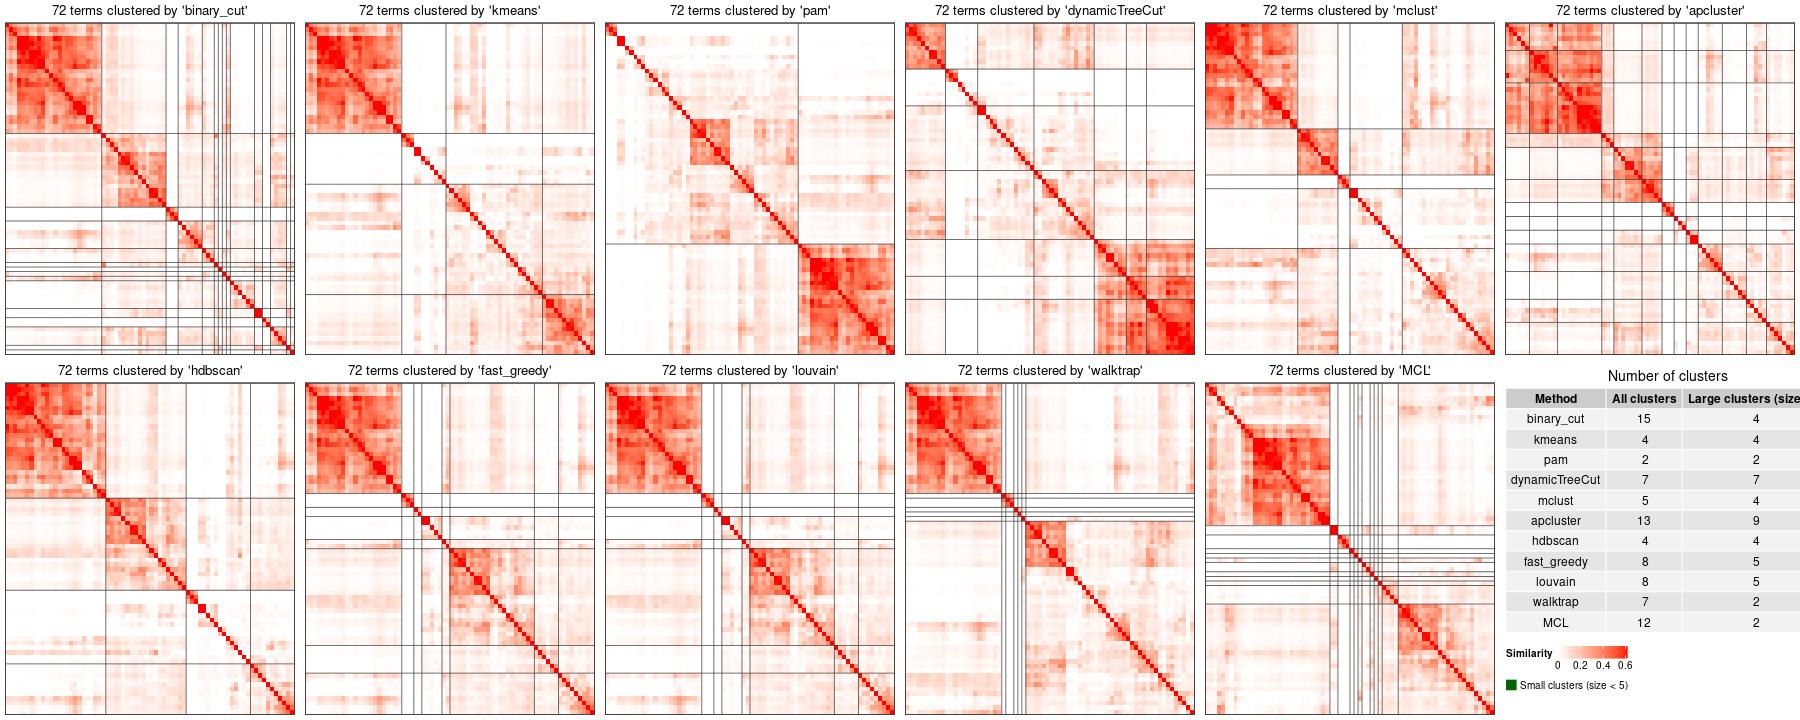 72 terms clustered by 'binary_cut'
72 terms clustered by 'kmeans'
72 terms clustered by 'pam'
72 terms clustered by 'dynamicTreeCut'
72 terms clustered by 'mclust'
72 terms clustered by 'apcluster'
72 terms clustered by 'hdbscan'
72 terms clustered by 'fast_greedy'
72 terms clustered by 'louvain'
72 terms clustered by 'walktrap'
72 terms clustered by 'MCL'
Number of clusters
Method All clusters Large clusters (size
binary_cut 15 4
kmeans 4 4
pam 2 2
dynamicTreeCut 7 7
mclust 5 4
apcluster 13 9
hdbscan 4 4
fast_greedy 8 5
louvain 8 5
walktrap 7 2
MCL 12 2
Similarity
0 0.2 0.4 0.6
Small clusters (size < 5)